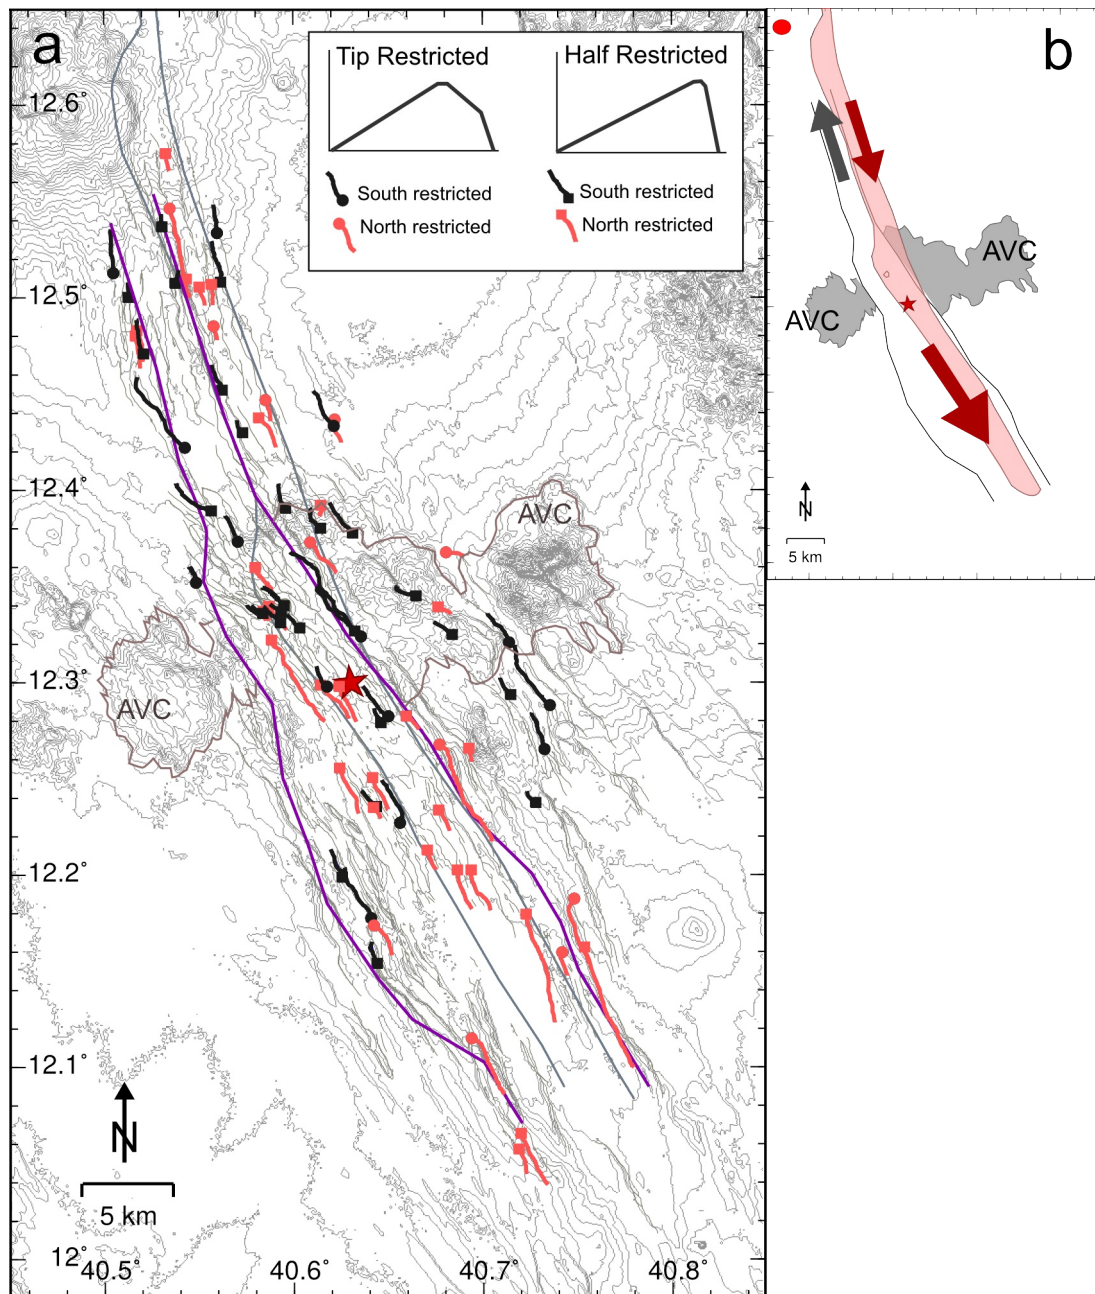 a
Tip Restricted
Half Restricted
South restricted
North restricted
South restricted
North restricted
12.6˚
12.5˚
12.4˚
12.3˚
12.2˚
12.1˚
12˚
AVC
AVC
N
5 km
40.5˚
40.6˚
40.7˚
40.8˚
b
AVC
AVC
N
5 km